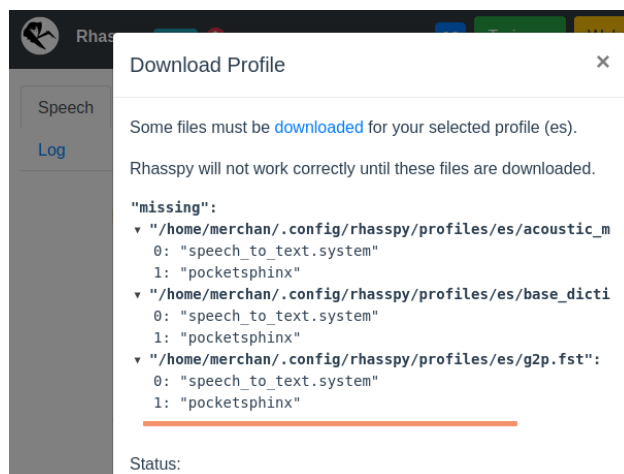 Rhas
Download Profile
×
Speech
Log
Some files must be downloaded for your selected profile (es).
Rhasspy will not work correctly until these files are downloaded.
"missing":
▾ "/home/merchan/.config/rhasspy/profiles/es/acoustic_m
0: "speech_to_text.system"
1: "pocketsphinx"
▾ "/home/merchan/.config/rhasspy/profiles/es/base_dicti
0: "speech_to_text.system"
1: "pocketsphinx"
▾ "/home/merchan/.config/rhasspy/profiles/es/g2p.fst":
0: "speech_to_text.system"
1: "pocketsphinx"
Status: